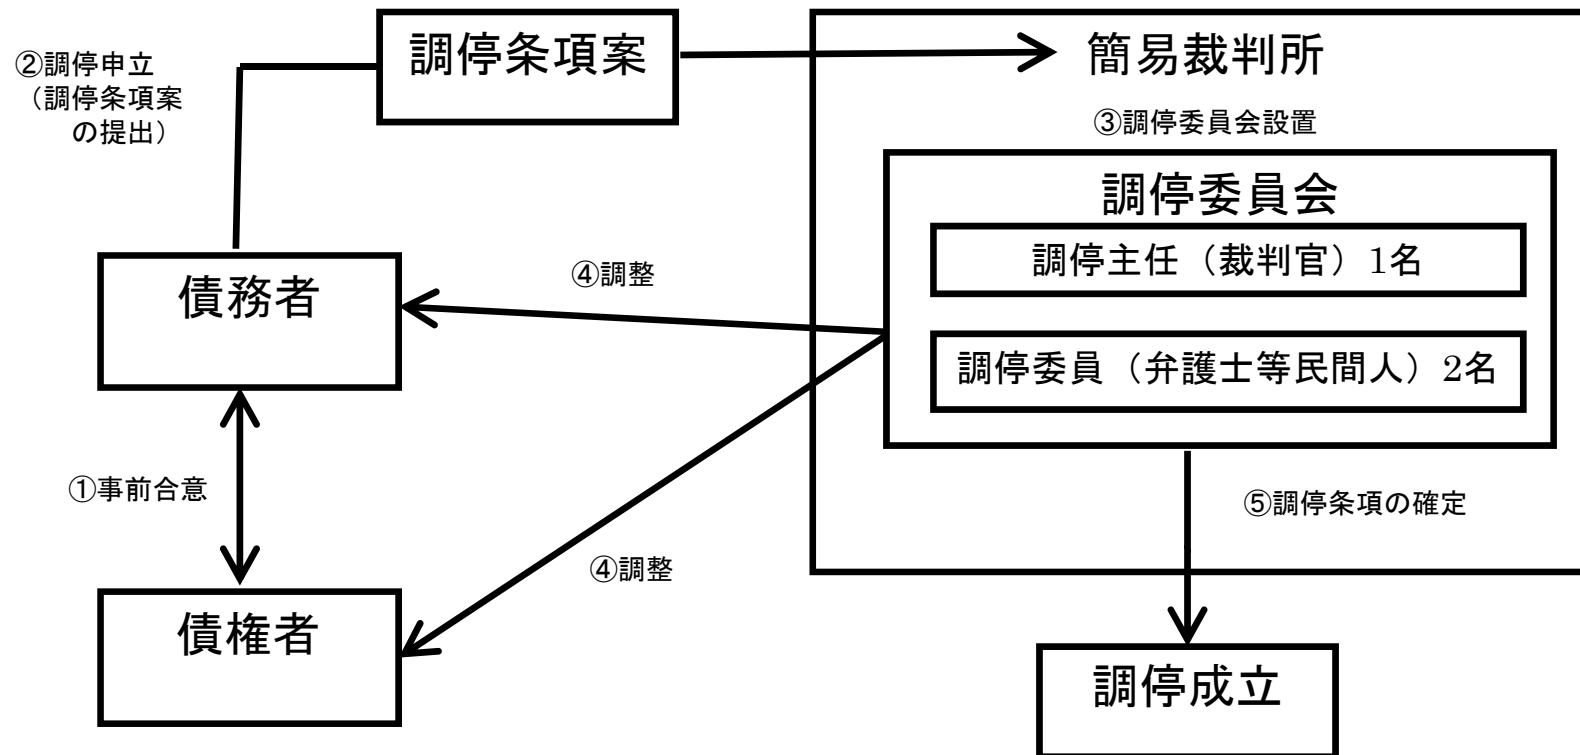 調停条項案
簡易裁判所
②調停申立
（調停条項案
の提出）
③調停委員会設置
調停委員会
調停主任（裁判官）1名
調停委員（弁護士等民間人）2名
債務者
④調整
①事前合意
④調整
⑤調停条項の確定
債権者
調停成立